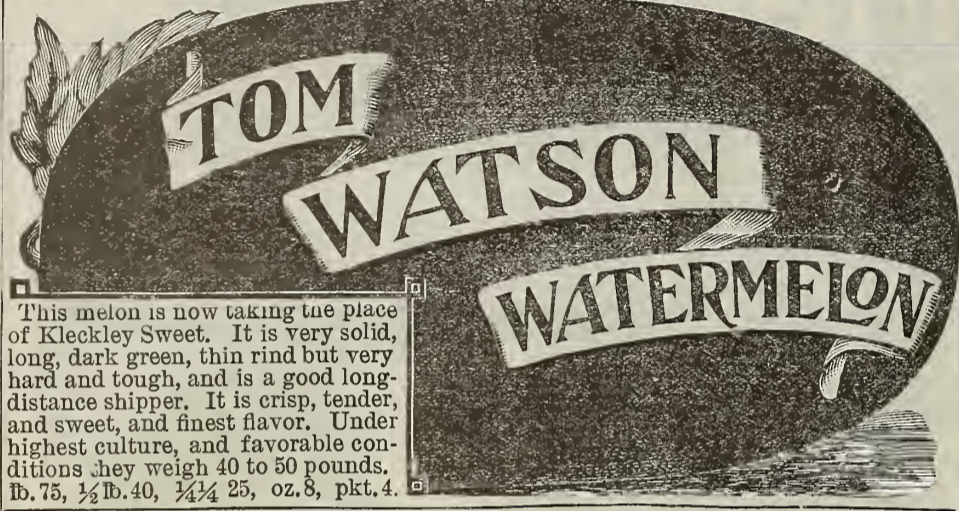 TOM
WATSON
WATERMELON
This melon is now taking the place
of Kleckley Sweet. It is very solid,
long, dark green, thin rind but very
hard and tough, and is a good long-
distance shipper. It is crisp, tender,
and sweet, and finest flavor. Under
highest culture, and favorable con-
ditions they weigh 40 to 50 pounds.
℔.75, ½℔.40, ¼¼ 25, oz.8, pkt.4.